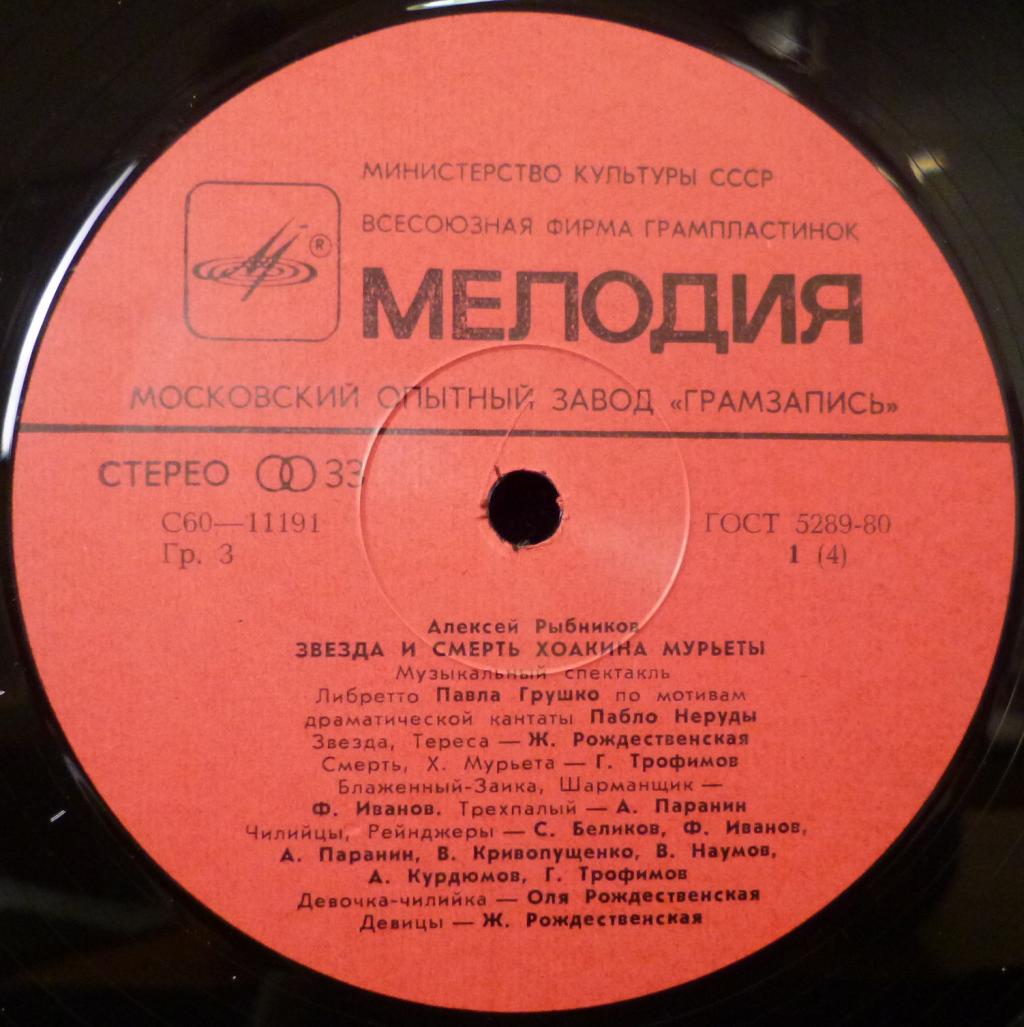 МИНИСТЕРСТВО КУЛЬТУРЫ СССР
ВСЕСОЮЗНАЯ ФИРМА ГРАМПЛАСТИНОК
®
МЕЛОДИЯ
МОСКОВСКИЙ ОПЫТНЫЙ ЗАВОД «ГРАМЗАПИСЬ»
СТЕРЕО 33
С60—11191
ГОСТ 5289-80
Гр. 3
1 (4)
Алексей Рыбников
ЗВЕЗДА И СМЕРТЬ ХОАКИНА МУРЬЕТЫ
Музыкальный спектакль
Либретто Павла Грушко по мотивам
драматической кантаты Пабло Неруды
Звезда, Тереса — Ж. Рождественская
Смерть, Х. Мурьета — Г. Трофимов
Блаженный-Заика, Шарманщик —
Ф. Иванов. Трехпалый — А. Паранин
Чилийцы, Рейнджеры — С. Беликов, Ф. Иванов,
А. Паранин, В. Кривопущенко, В. Наумов,
А. Курдюмов, Г. Трофимов
Девочка-чилийка — Оля Рождественская
Девицы — Ж. Рождественская